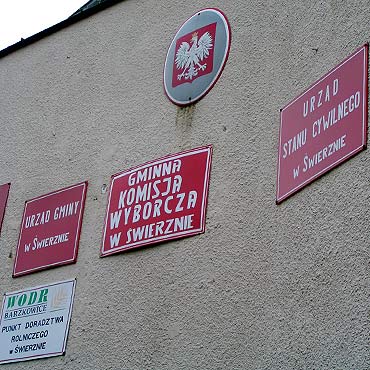 URZĄD
STANU CYWILNEGO
W ŚWIERZNIE
GMINNA
KOMISJA
WYBORCZA
W ŚWIERZNIE
URZĄD GMINY
W ŚWIERZNIE
WODR
BARZKOWICE
PUNKT DORADZTWA
ROLNICZEGO
W ŚWIERZNIE